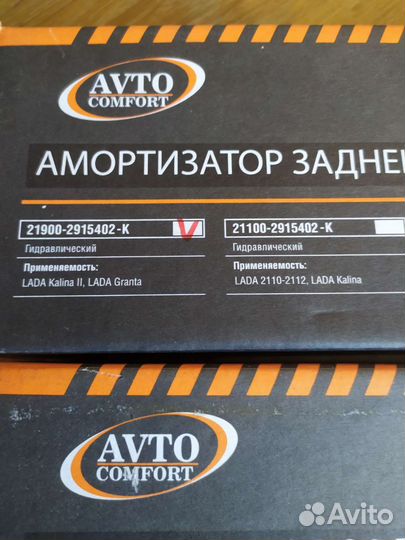 AVTO
COMFORT
АМОРТИЗАТОР ЗАДНЕ
21900-2915402-К V
21100-2915402-К
Гидравлический
Гидравлический
Применяемость:
Применяемость:
LADA Kalina II, LADA Granta
LADA 2110-2112, LADA Kalina
AVTO
COMFORT
Avito